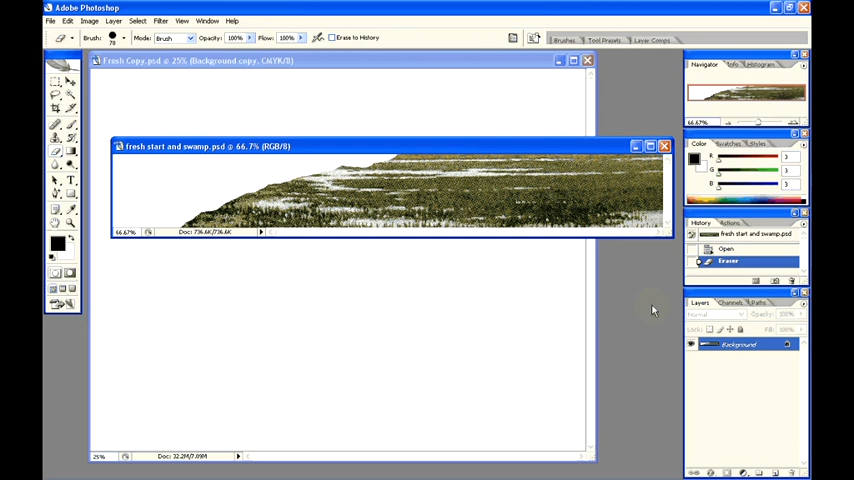 Adobe Photoshop
File Edit Image Layer Select Filter View Window Help
Brush: 70 Mode: Brush Opacity: 100% Flow: 100% Erase to History
Brushes Tool Presets Layer Comps
Fresh Copy.psd @ 25% (Background copy, CMYK/8)
fresh start and swamp.psd @ 66.7% (RGB/8)
66.67% Doc: 736.6K/736.6K
25% Doc: 32.2M/7.09M
Navigator Info Histogram
66.67%
Color Swatches Styles
R 3
G 3
B 3
History Actions
fresh start and swamp.psd
Open
Eraser
Layers Channels Paths
Normal Opacity: 100%
Lock: Fill: 100%
Background